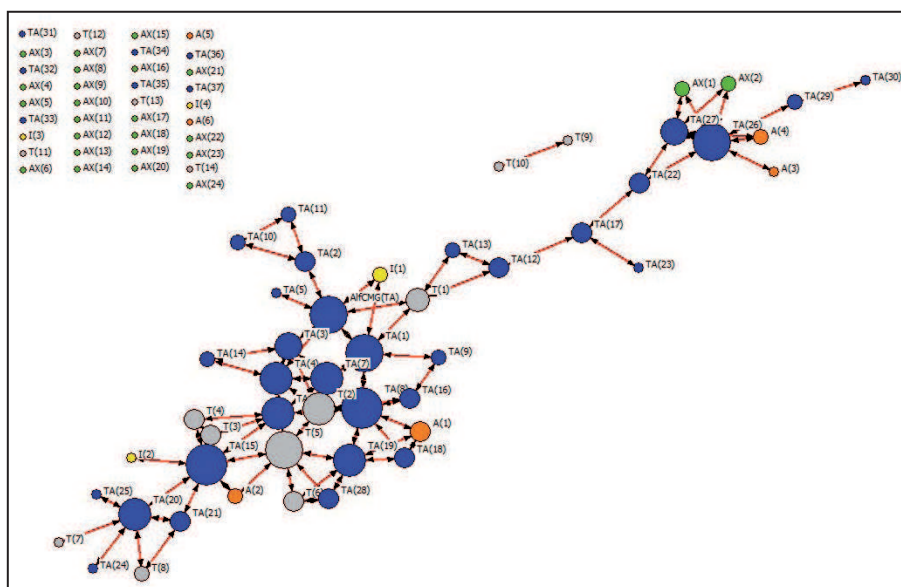 TA(31) T(12) AX(15) A(5)
AX(3) AX(7) TA(34) TA(36)
TA(32) AX(8) AX(16) AX(21)
AX(4) AX(9) TA(35) TA(37)
AX(5) AX(10) T(13) I(4)
TA(33) AX(11) AX(17) A(6)
I(3) AX(12) AX(18) AX(22)
T(11) AX(13) AX(19) AX(23)
AX(6) AX(14) AX(20) T(14)
AX(24)
AX(1) AX(2) TA(30)
TA(29)
TA(27) TA(26)
A(4)
T(9)
T(10)
A(3)
TA(22)
TA(11)
TA(17)
TA(10)
TA(2) TA(13)
TA(12)
TA(23)
I(1)
TA(5) AlfCMG(TA) T(1)
TA(3) TA(1)
TA(14) TA(4) TA(7) TA(9)
T(2) TA(8) TA(16)
T(4) TA
T(3) T(5) A(1)
TA(15) TA(19) TA(18)
I(2)
A(2) T(6) TA(28)
TA(25) TA(20)
TA(21)
T(7)
TA(24) T(8)